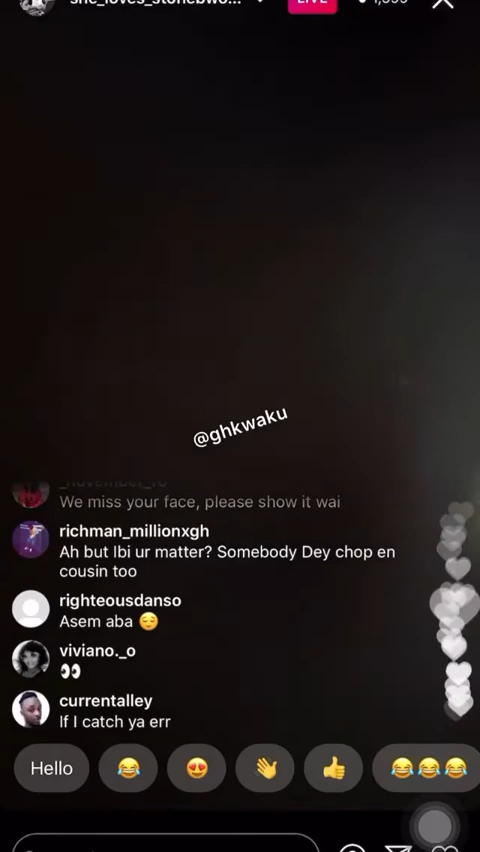 she_loves_stonebwo...
LIVE
@ghkwaku
We miss your face, please show it wai
richman_millionxgh
Ah but Ibi ur matter? Somebody Dey chop en
cousin too
righteousdanso
Asem aba 😌
viviano._o
👀
currentalley
If I catch ya err
Hello 😂 😍 👋 👍 😂😂😂